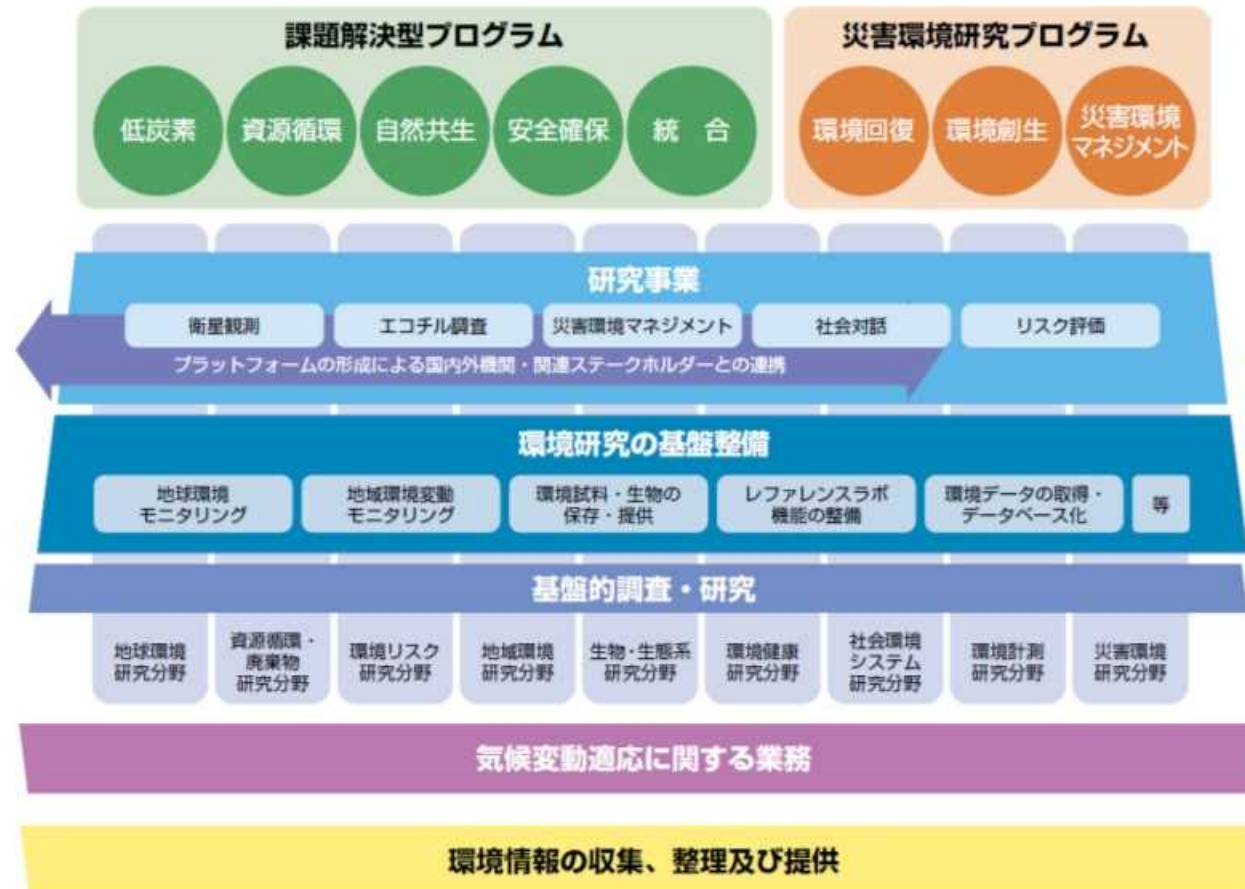 課題解決型プログラム
災害環境研究プログラム
低炭素
資源循環
自然共生
安全確保
統 合
環境回復
環境創生
災害環境
マネジメント
研究事業
衛星観測
エコチル調査
災害環境マネジメント
社会対話
リスク評価
プラットフォームの形成による国内外機関・関連ステークホルダーとの連携
環境研究の基盤整備
地球環境
モニタリング
地域環境変動
モニタリング
環境試料・生物の
保存・提供
レファレンスラボ
機能の整備
環境データの取得・
データベース化
等
基盤的調査・研究
地球環境
研究分野
資源循環・
廃棄物
研究分野
環境リスク
研究分野
地域環境
研究分野
生物・生態系
研究分野
環境健康
研究分野
社会環境
システム
研究分野
環境計測
研究分野
災害環境
研究分野
気候変動適応に関する業務
環境情報の収集、整理及び提供